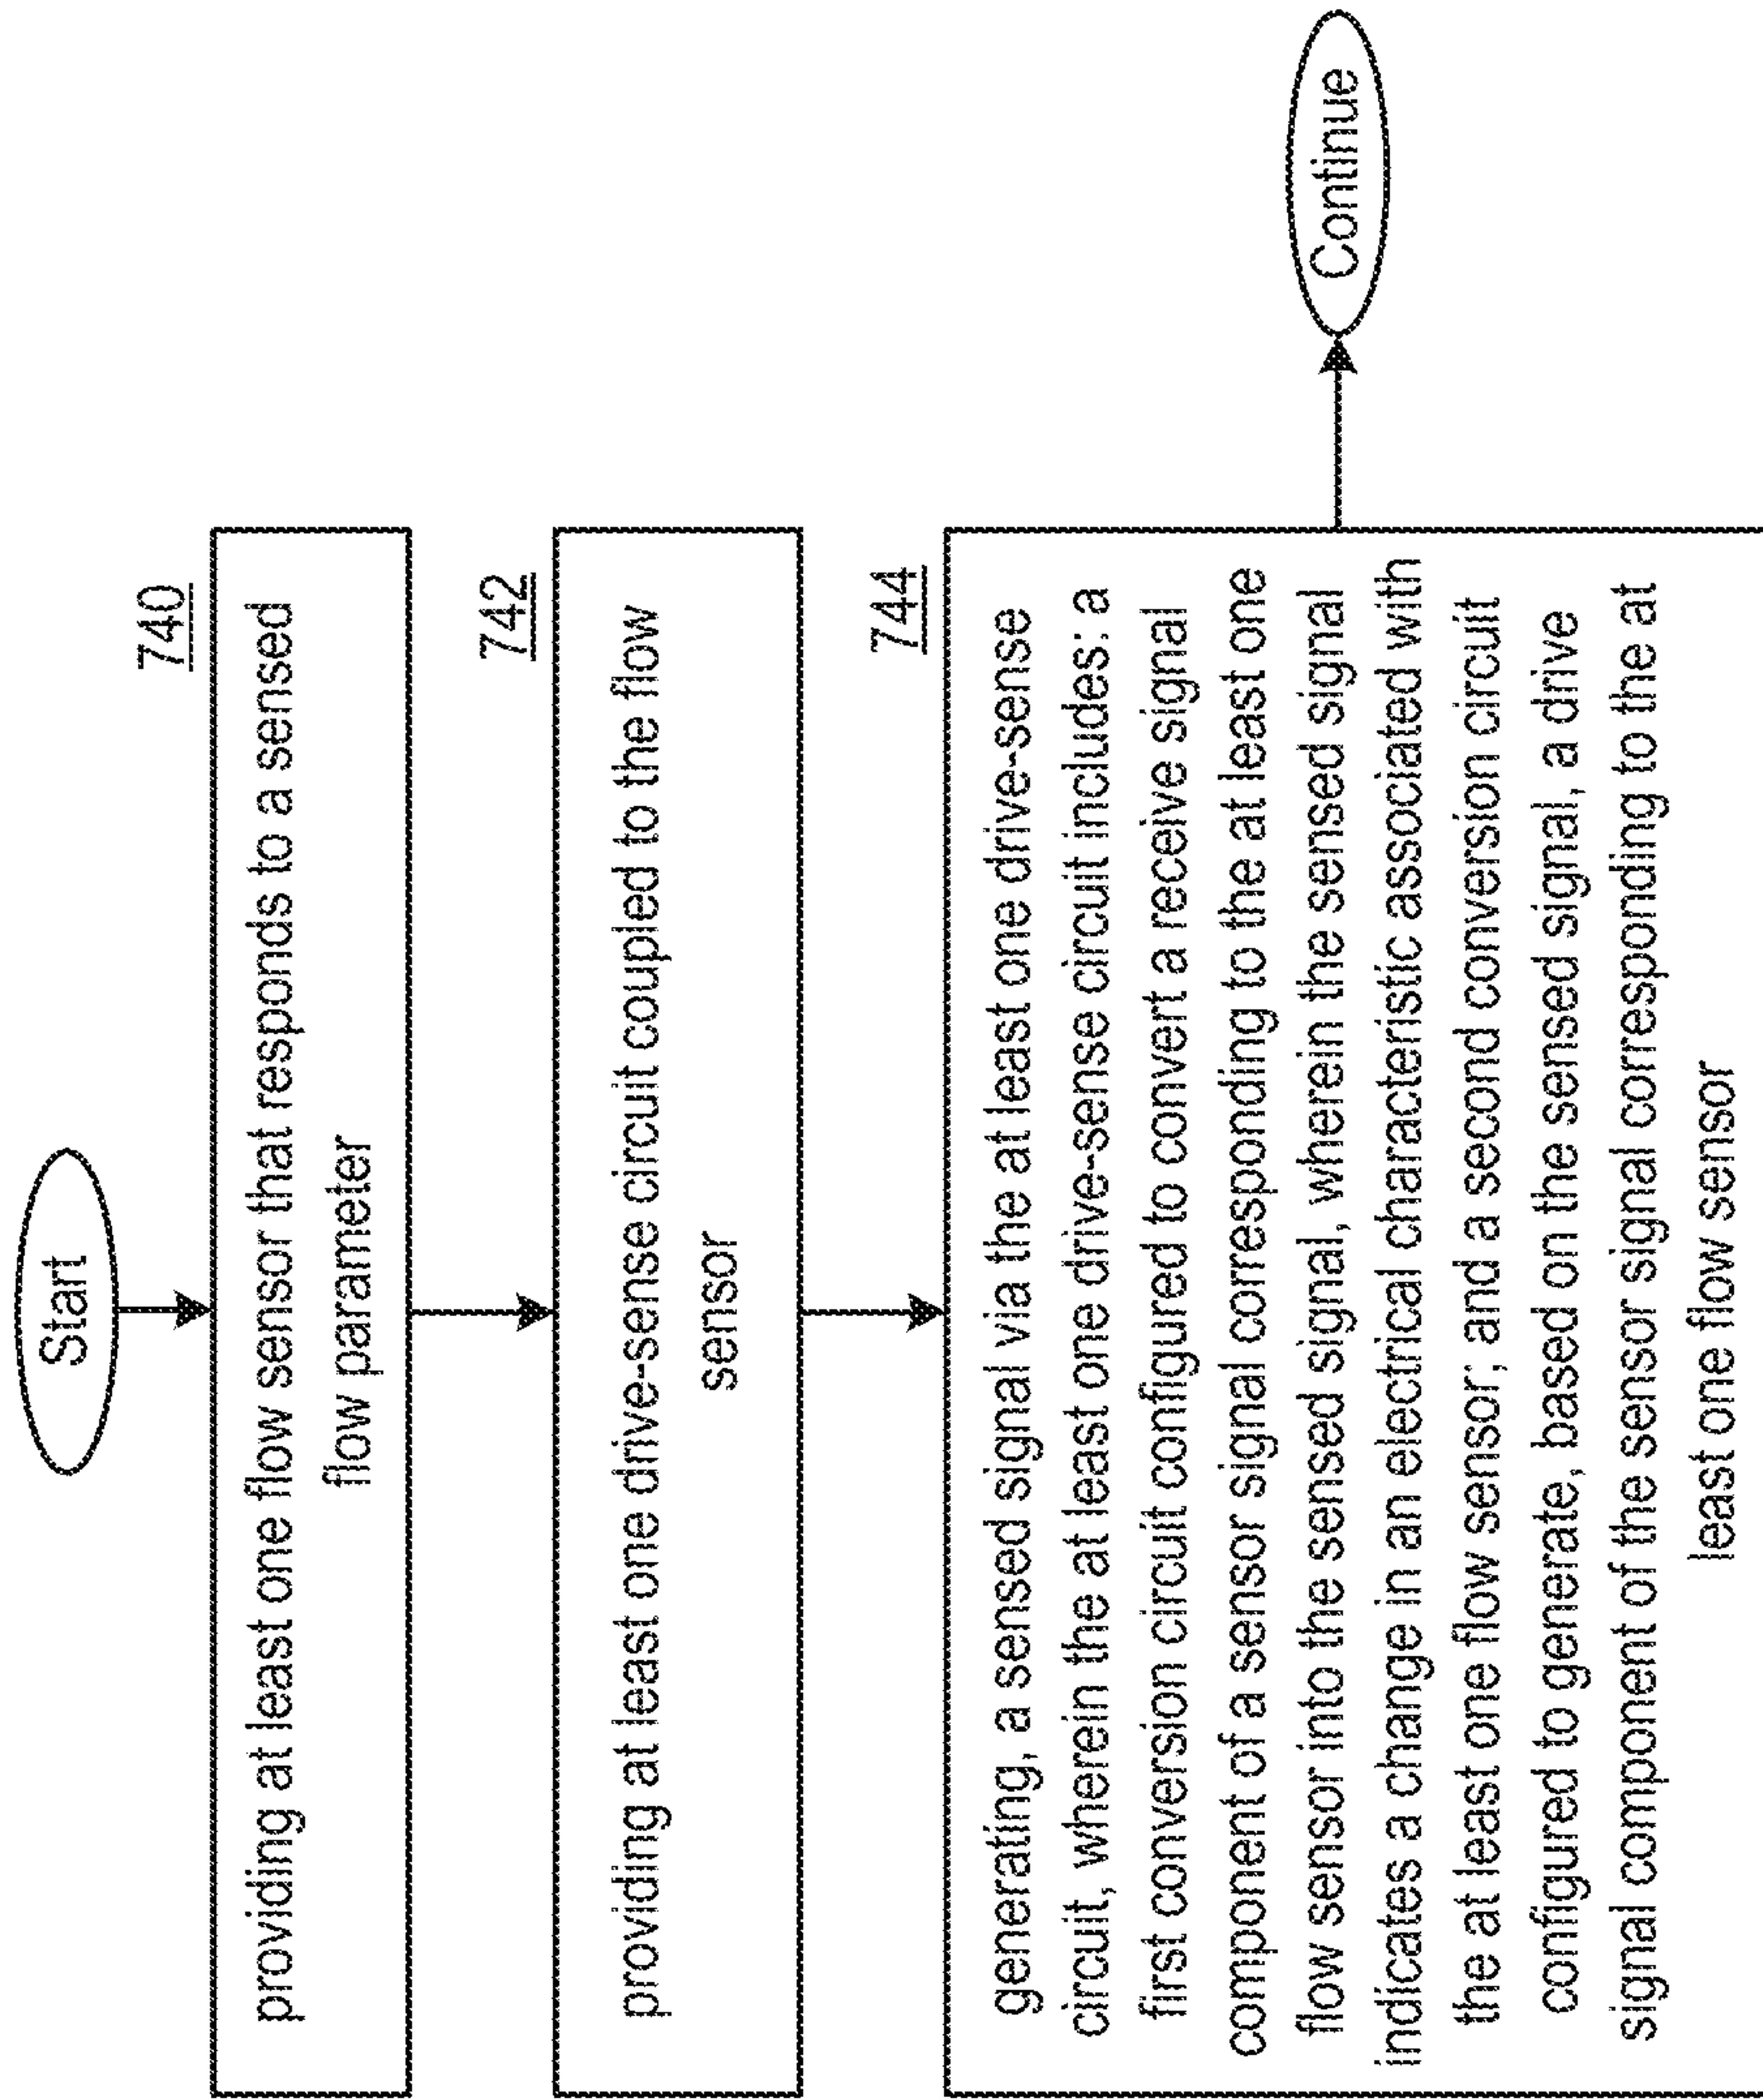 Start
740
providing at least one flow sensor that responds to a sensed
flow parameter
742
providing at least one drive-sense circuit coupled to the flow
sensor
744
generating, a sensed signal via the at least one drive-sense
circuit, wherein the at least one drive-sense circuit includes: a
first conversion circuit configured to convert a receive signal
component of a sensor signal corresponding to the at least one
flow sensor into the sensed signal, wherein the sensed signal
indicates a change in an electrical characteristic associated with
the at least one flow sensor; and a second conversion circuit
configured to generate, based on the sensed signal, a drive
signal component of the sensor signal corresponding to the at
least one flow sensor
Continue